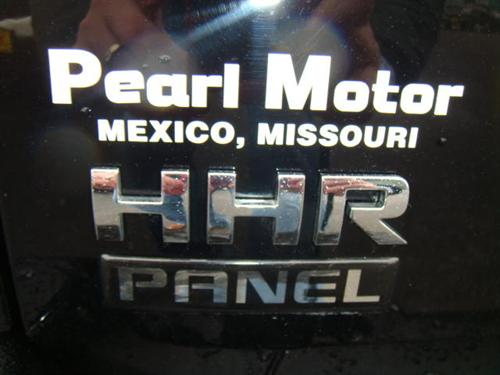 Pearl Motor
MEXICO, MISSOURI
HHR
PANEL